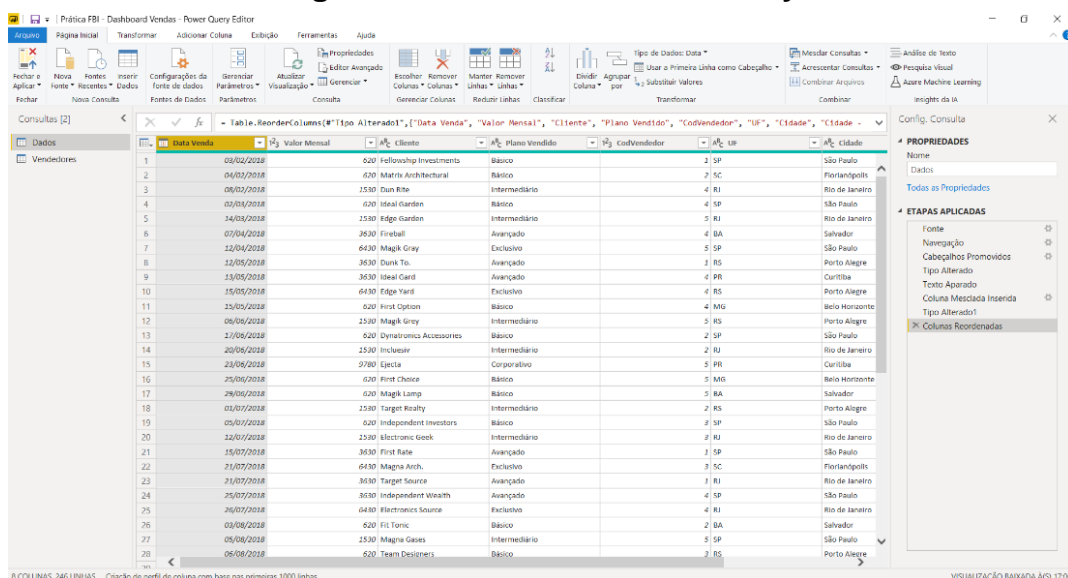 Prática FBI - Dashboard Vendas - Power Query Editor
Arquivo Página Inicial Transformar Adicionar Coluna Exibição Ferramentas Ajuda
Fechar e Aplicar Nova Fonte Fontes Recentes Inserir Dados Configurações da fonte de dados Gerenciar Parâmetros Atualizar Visualização Propriedades Editor Avançado Gerenciar Escolher Colunas Remover Colunas Manter Linhas Remover Linhas Dividir Coluna Agrupar por Tipo de Dados: Data Usar a Primeira Linha como Cabeçalho Substituir Valores Mesclar Consultas Acrescentar Consultas Combinar Arquivos Análise de Texto Pesquisa Visual Azure Machine Learning
Fechar Nova Consulta Fontes de Dados Parâmetros Consulta Gerenciar Colunas Reduzir Linhas Classificar Transformar Combinar Insights da IA
Consultas [2]
Dados
Vendedores
= Table.ReorderColumns(#"Tipo Alterado1",{"Data Venda", "Valor Mensal", "Cliente", "Plano Vendido", "CodVendedor", "UF", "Cidade", "Cidade -
Data Venda Valor Mensal Cliente Plano Vendido CodVendedor UF Cidade
1 03/02/2018 620 Fellowship Investments Básico 1 SP São Paulo
2 04/02/2018 620 Matrix Architectural Básico 2 SC Florianópolis
3 08/02/2018 1530 Dun Rite Intermediário 4 RJ Rio de Janeiro
4 02/03/2018 620 Ideal Garden Básico 4 SP São Paulo
5 14/03/2018 1530 Edge Garden Intermediário 5 RJ Rio de Janeiro
6 07/04/2018 3630 Fireball Avançado 4 BA Salvador
7 12/04/2018 6430 Magik Gray Exclusivo 5 SP São Paulo
8 12/05/2018 3630 Dunk To. Avançado 1 RS Porto Alegre
9 13/05/2018 3630 Ideal Gard Avançado 4 PR Curitiba
10 15/05/2018 6430 Edge Yard Exclusivo 4 RS Porto Alegre
11 25/05/2018 620 First Option Básico 4 MG Belo Horizonte
12 06/06/2018 1530 Magik Grey Intermediário 5 RS Porto Alegre
13 17/06/2018 620 Dynatronics Accessories Básico 2 SP São Paulo
14 20/06/2018 1530 Incluesiv Intermediário 2 RJ Rio de Janeiro
15 23/06/2018 9780 Ejecta Corporativo 5 PR Curitiba
16 25/06/2018 620 First Choice Básico 5 MG Belo Horizonte
17 29/06/2018 620 Magik Lamp Básico 5 BA Salvador
18 01/07/2018 1530 Target Realty Intermediário 2 RS Porto Alegre
19 05/07/2018 620 Independent Investors Básico 3 SP São Paulo
20 12/07/2018 1530 Electronic Geek Intermediário 3 RJ Rio de Janeiro
21 15/07/2018 3630 First Rate Avançado 1 SP São Paulo
22 21/07/2018 6430 Magna Arch. Exclusivo 3 SC Florianópolis
23 21/07/2018 3630 Target Source Avançado 1 RJ Rio de Janeiro
24 25/07/2018 3630 Independent Wealth Avançado 4 SP São Paulo
25 26/07/2018 6430 Electronics Source Exclusivo 4 RJ Rio de Janeiro
26 03/08/2018 620 Fit Tonic Básico 2 BA Salvador
27 05/08/2018 1530 Magna Gases Intermediário 5 SP São Paulo
28 06/08/2018 620 Team Designers Básico 3 RS Porto Alegre
Config. Consulta
PROPRIEDADES
Nome
Dados
Todas as Propriedades
ETAPAS APLICADAS
Fonte
Navegação
Cabeçalhos Promovidos
Tipo Alterado
Texto Aparado
Coluna Mesclada Inserida
Tipo Alterado1
Colunas Reordenadas
8 COLUNAS, 246 LINHAS Criação de perfil de coluna com base nas primeiras 1000 linhas VISUALIZAÇÃO BAIXADA À(S) 17:0